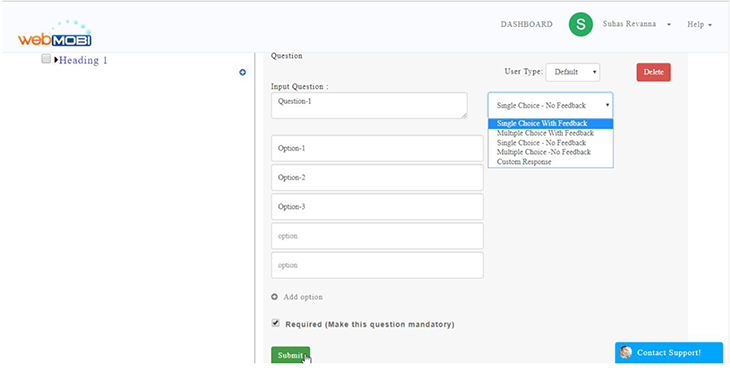 DASHBOARD
S
Suhas Revanna
Help
webMOBI
Heading 1
Question
User Type:
Default
Delete
Input Question :
Question-1
Single Choice - No Feedback
Single Choice With Feedback
Multiple Choice With Feedback
Single Choice - No Feedback
Multiple Choice -No Feedback
Custom Response
Option-1
Option-2
Option-3
option
option
Add option
Required (Make this question mandatory)
Submit
Contact Support!